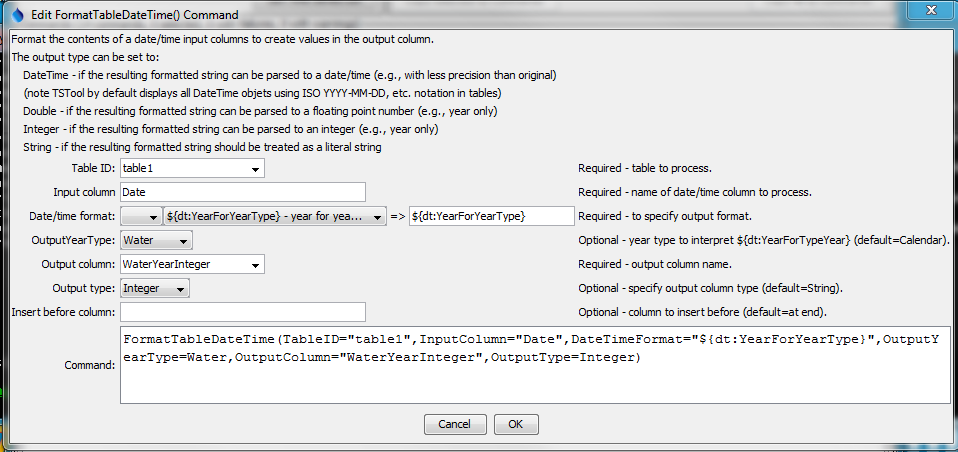 Edit FormatTableDateTime() Command
X
Format the contents of a date/time input columns to create values in the output column.
The output type can be set to:
DateTime - if the resulting formatted string can be parsed to a date/time (e.g., with less precision than original)
(note TSTool by default displays all DateTime objets using ISO YYYY-MM-DD, etc. notation in tables)
Double - if the resulting formatted string can be parsed to a floating point number (e.g., year only)
Integer - if the resulting formatted string can be parsed to an integer (e.g., year only)
String - if the resulting formatted string should be treated as a literal string
Table ID: table1 Required - table to process.
Input column Date Required - name of date/time column to process.
Date/time format: ${dt:YearForYearType} - year for yea... => ${dt:YearForYearType} Required - to specify output format.
OutputYearType: Water Optional - year type to interpret ${dt:YearForTypeYear} (default=Calendar).
Output column: WaterYearInteger Required - output column name.
Output type: Integer Optional - specify output column type (default=String).
Insert before column: Optional - column to insert before (default=at end).
FormatTableDateTime(TableID="table1",InputColumn="Date",DateTimeFormat="${dt:YearForYearType}",OutputY
earType=Water,OutputColumn="WaterYearInteger",OutputType=Integer)
Command:
Cancel OK